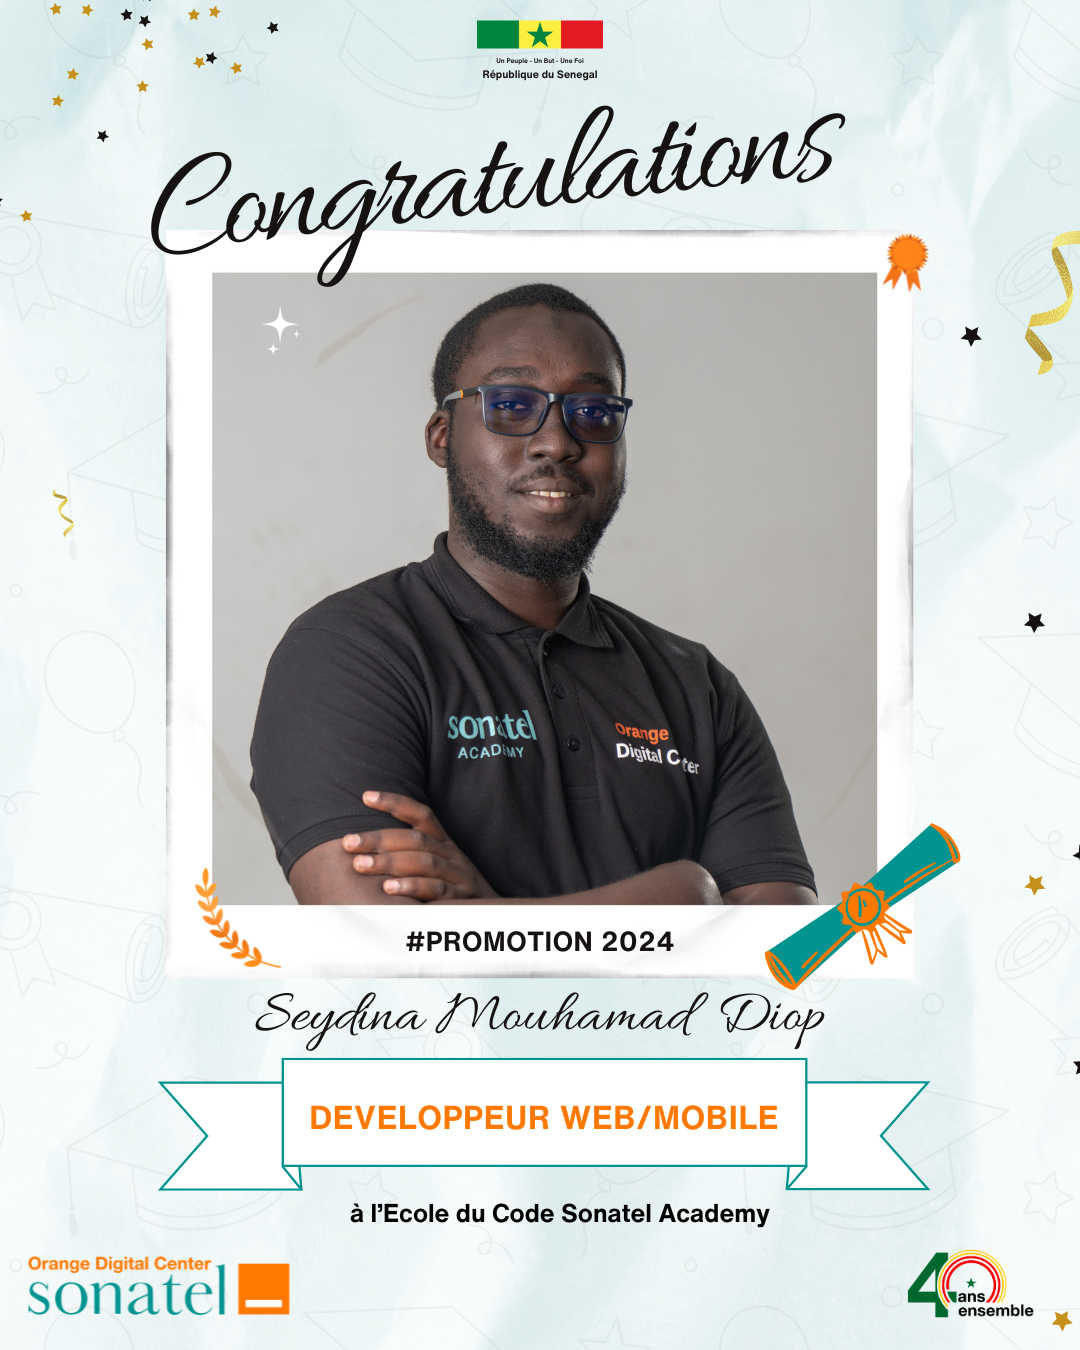 Un Peuple - Un But - Une Foi
République du Senegal
Congratulations
sonatel
ACADEMY
Orange
Digital C ter
#PROMOTION 2024
Seydina Mouhamad Diop
DEVELOPPEUR WEB/MOBILE
à l'Ecole du Code Sonatel Academy
Orange Digital Center
sonatel
40 ans
ensemble